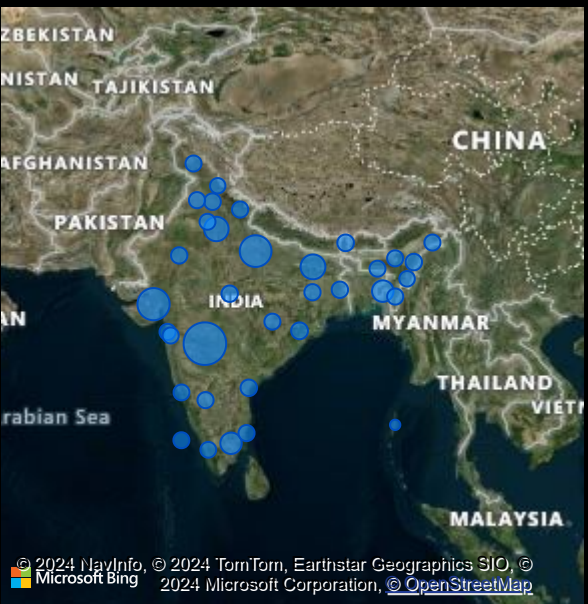 ZBEKISTAN
NISTAN
TAJIKISTAN
CHINA
AFGHANISTAN
PAKISTAN
INDIA
AN
MYANMAR
THAILAND
VIETN
rabian Sea
MALAYSIA
© 2024 NavInfo, © 2024 TomTom, Earthstar Geographics SIO, ©
Microsoft Bing 2024 Microsoft Corporation, © OpenStreetMap